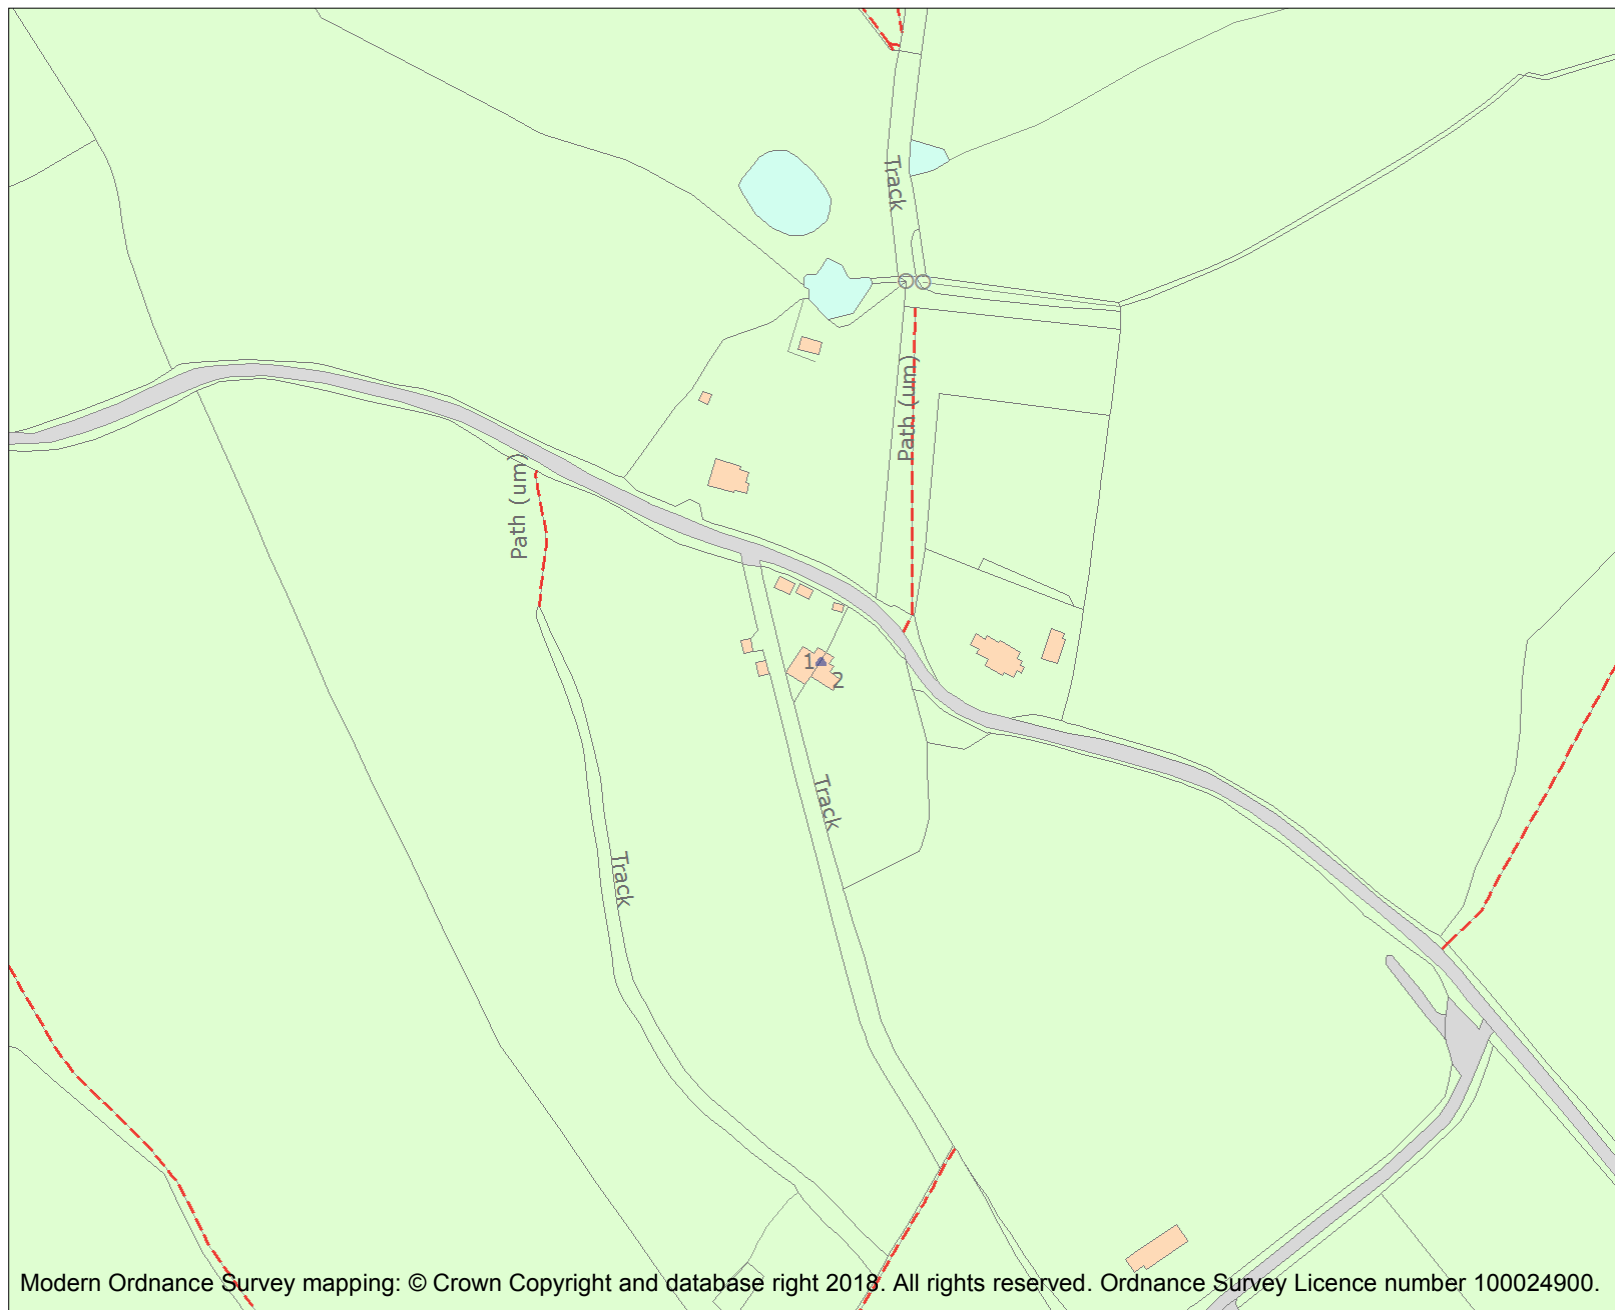 Track
Path (um)
Path (um)
1
2
Track
Track
Modern Ordnance Survey mapping: © Crown Copyright and database right 2018. All rights reserved. Ordnance Survey Licence number 100024900.